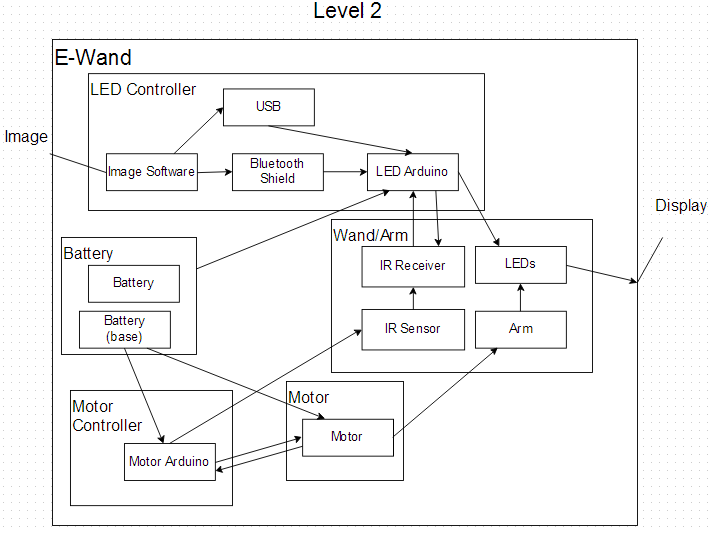 Level 2
E-Wand
LED Controller
USB
Image
Image Software
Bluetooth
Shield
LED Arduino
Display
Wand/Arm
Battery
IR Receiver
LEDs
Battery
Battery
(base)
IR Sensor
Arm
Motor
Controller
Motor
Motor
Motor Arduino